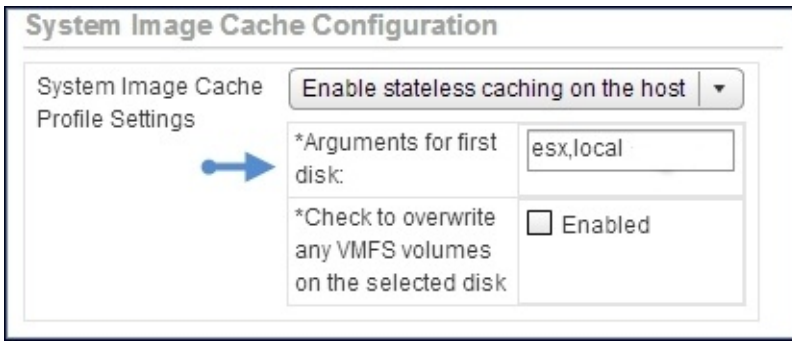 System Image Cache Configuration
System Image Cache
Profile Settings
Enable stateless caching on the host
*Arguments for first
disk:
esx,local
*Check to overwrite
any VMFS volumes
on the selected disk
Enabled